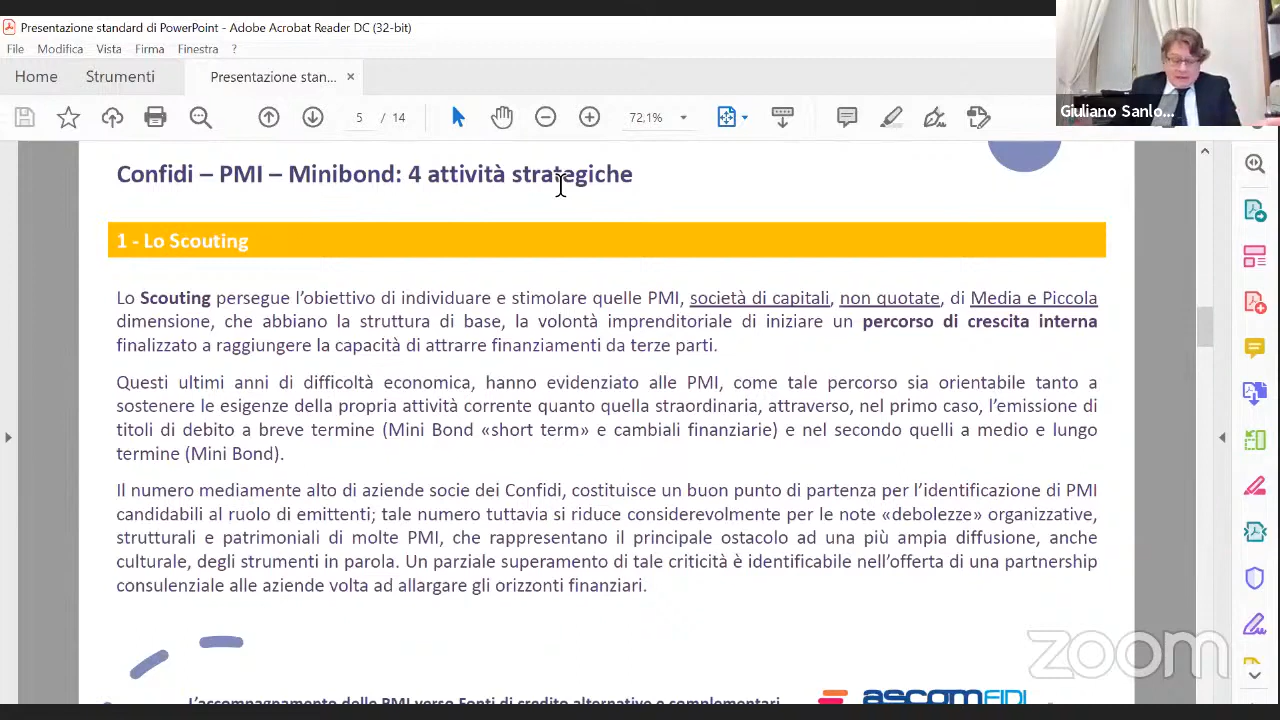 Presentazione standard di PowerPoint - Adobe Acrobat Reader DC (32-bit)
File Modifica Vista Firma Finestra ?
Home Strumenti Presentazione stan... ×
5 / 14 72,1%
Giuliano Sanlo...
Confidi – PMI – Minibond: 4 attività strategiche
1 - Lo Scouting
Lo Scouting persegue l’obiettivo di individuare e stimolare quelle PMI, società di capitali, non quotate, di Media e Piccola
dimensione, che abbiano la struttura di base, la volontà imprenditoriale di iniziare un percorso di crescita interna
finalizzato a raggiungere la capacità di attrarre finanziamenti da terze parti.
Questi ultimi anni di difficoltà economica, hanno evidenziato alle PMI, come tale percorso sia orientabile tanto a
sostenere le esigenze della propria attività corrente quanto quella straordinaria, attraverso, nel primo caso, l’emissione di
titoli di debito a breve termine (Mini Bond «short term» e cambiali finanziarie) e nel secondo quelli a medio e lungo
termine (Mini Bond).
Il numero mediamente alto di aziende socie dei Confidi, costituisce un buon punto di partenza per l’identificazione di PMI
candidabili al ruolo di emittenti; tale numero tuttavia si riduce considerevolmente per le note «debolezze» organizzative,
strutturali e patrimoniali di molte PMI, che rappresentano il principale ostacolo ad una più ampia diffusione, anche
culturale, degli strumenti in parola. Un parziale superamento di tale criticità è identificabile nell’offerta di una partnership
consulenziale alle aziende volta ad allargare gli orizzonti finanziari.
zoom
L’accompagnamento delle PMI verso Fonti di credito alternative e complementari
ascomFIDI